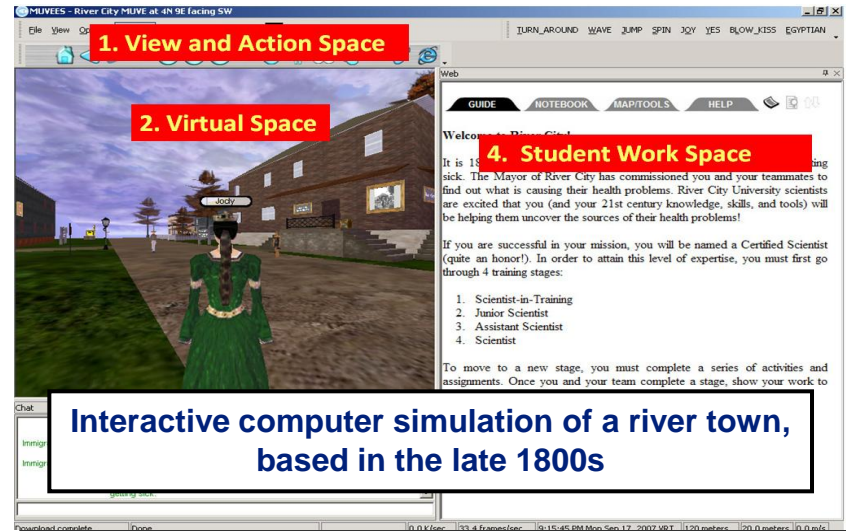 MUVEES - River City MUVE at 4N 9E facing SW
File View
TURN_AROUND WAVE JUMP SPIN JOY YES BLOW_KISS EGYPTIAN
1. View and Action Space
Web
2. Virtual Space
Jody
GUIDE NOTEBOOK MAP/TOOLS HELP
Welcome to River City!
4. Student Work Space
It is
sick. The Mayor of River City has commissioned you and your teammates to
find out what is causing their health problems. River City University scientists
are excited that you (and your 21st century knowledge, skills, and tools) will
be helping them uncover the sources of their health problems!
If you are successful in your mission, you will be named a Certified Scientist
(quite an honor!). In order to attain this level of expertise, you must first go
through 4 training stages:
1. Scientist-in-Training
2. Junior Scientist
3. Assistant Scientist
4. Scientist
To move to a new stage, you must complete a series of activities and
assignments. Once you and your team complete a stage, show your work to
Chat
Interactive computer simulation of a river town,
based in the late 1800s
getting sick.
Download complete Done 0.0 K/sec 33.4 frames/sec 9:15:45 PM Mon Sep 17, 2007 VRT 120 meters 20.0 meters 0.0 m/s